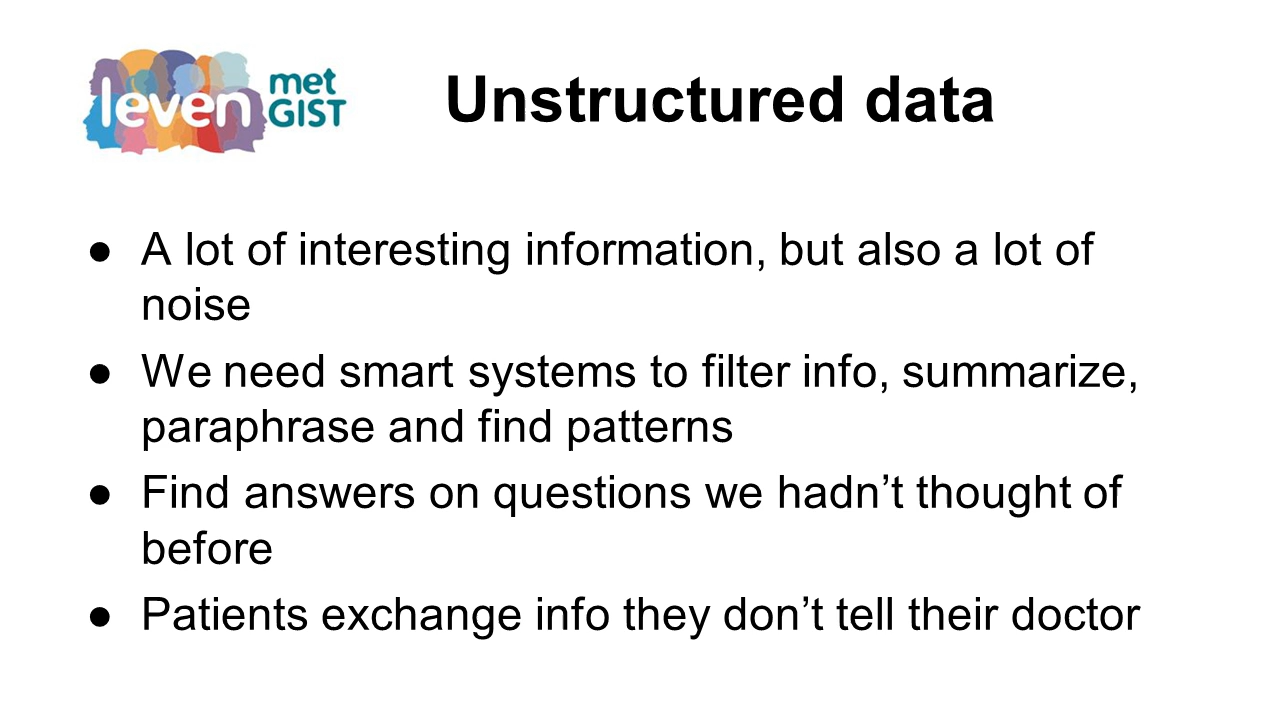 leven met GIST
Unstructured data
● A lot of interesting information, but also a lot of
noise
● We need smart systems to filter info, summarize,
paraphrase and find patterns
● Find answers on questions we hadn’t thought of
before
● Patients exchange info they don’t tell their doctor